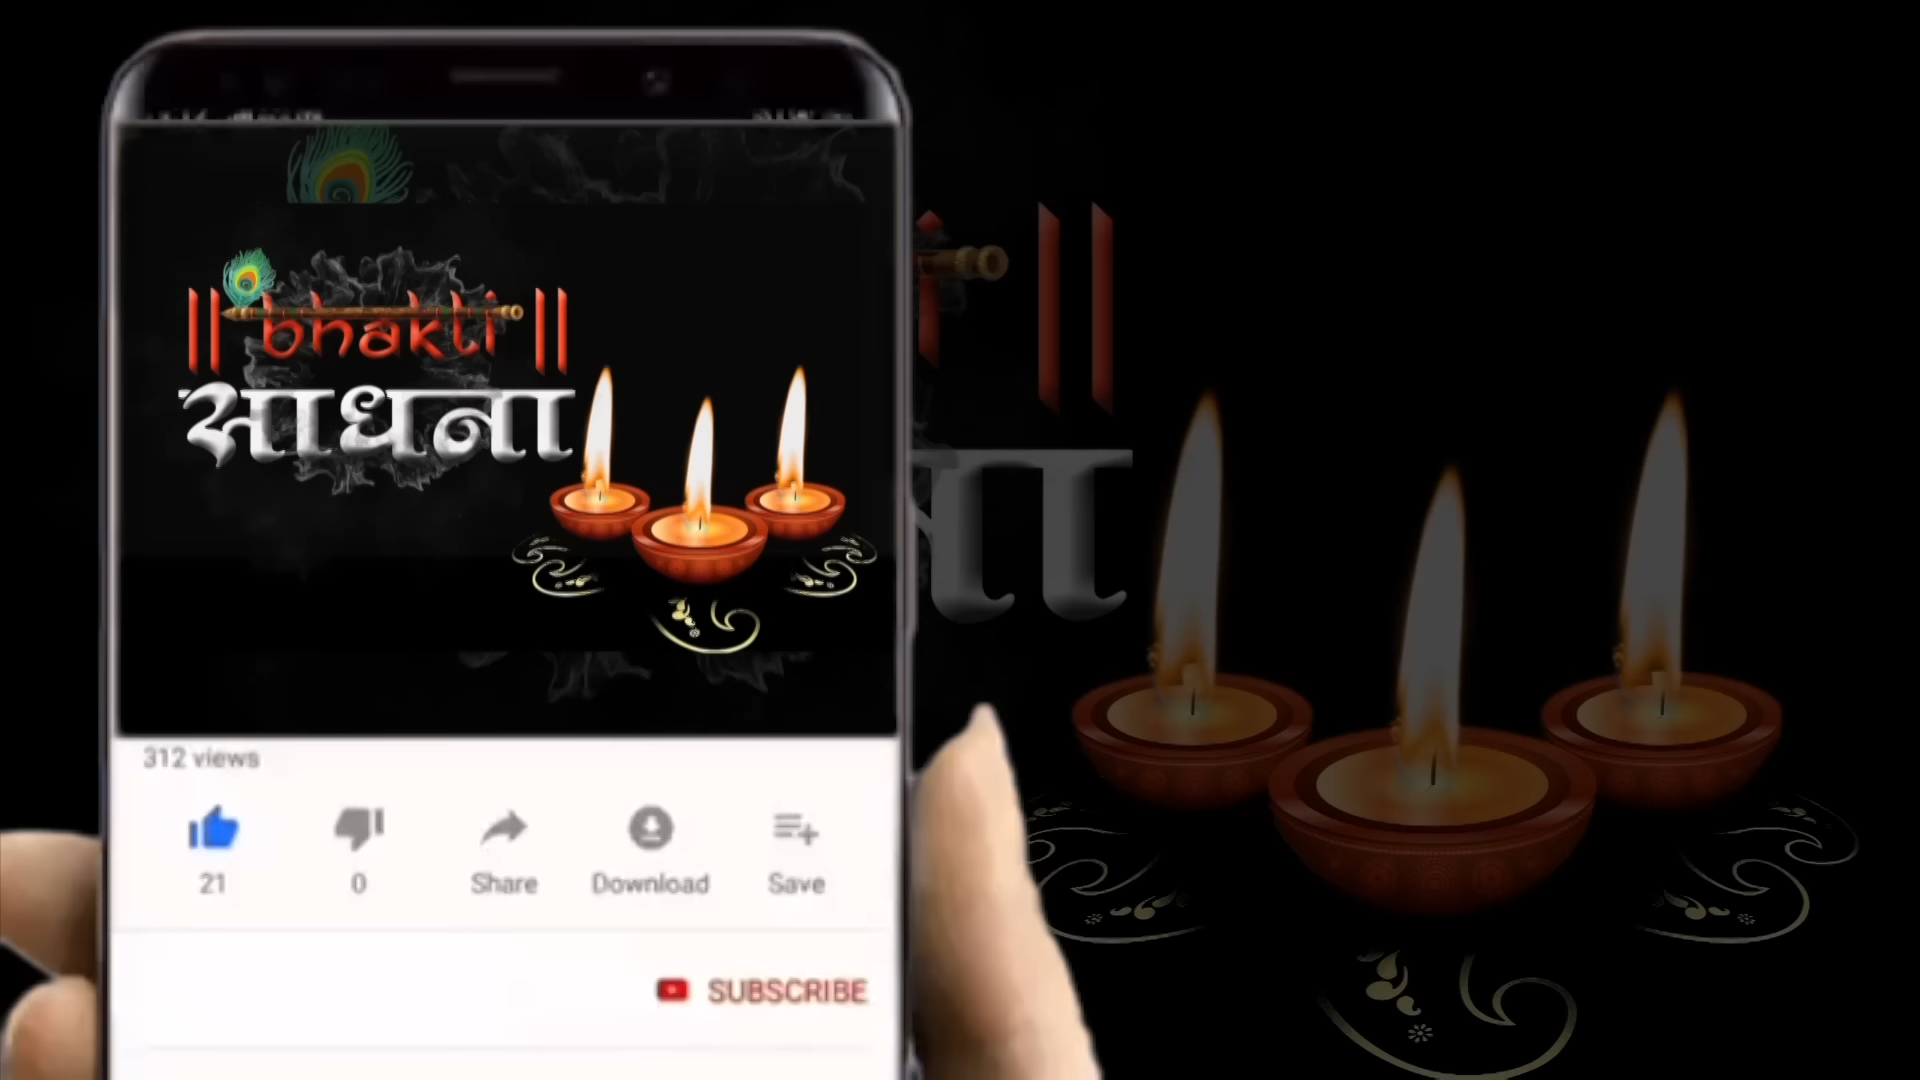 || bhakti ||
साधना
312 views
21
0
Share
Download
Save
SUBSCRIBE